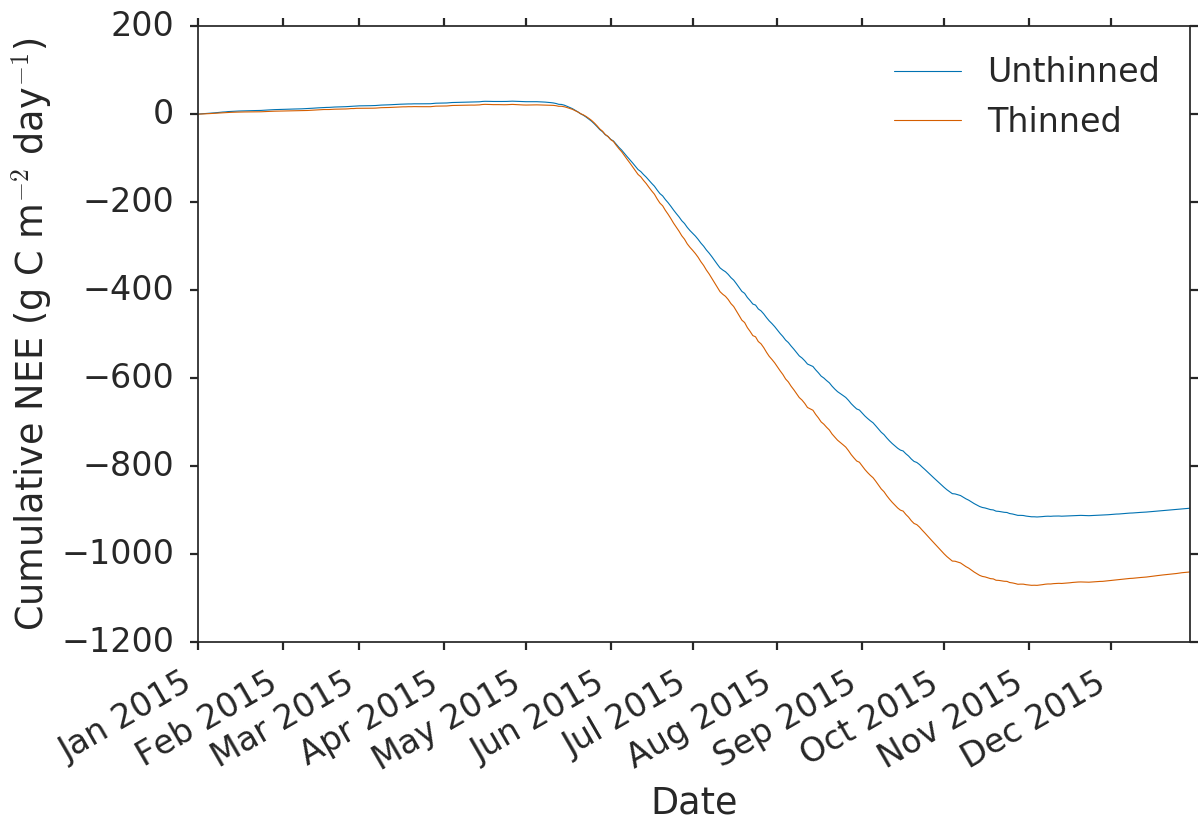 200
0
−200
−400
−600
−800
−1000
−1200
Cumulative NEE (g C m⁻² day⁻¹)
Unthinned
Thinned
Jan 2015
Feb 2015
Mar 2015
Apr 2015
May 2015
Jun 2015
Jul 2015
Aug 2015
Sep 2015
Oct 2015
Nov 2015
Dec 2015
Date